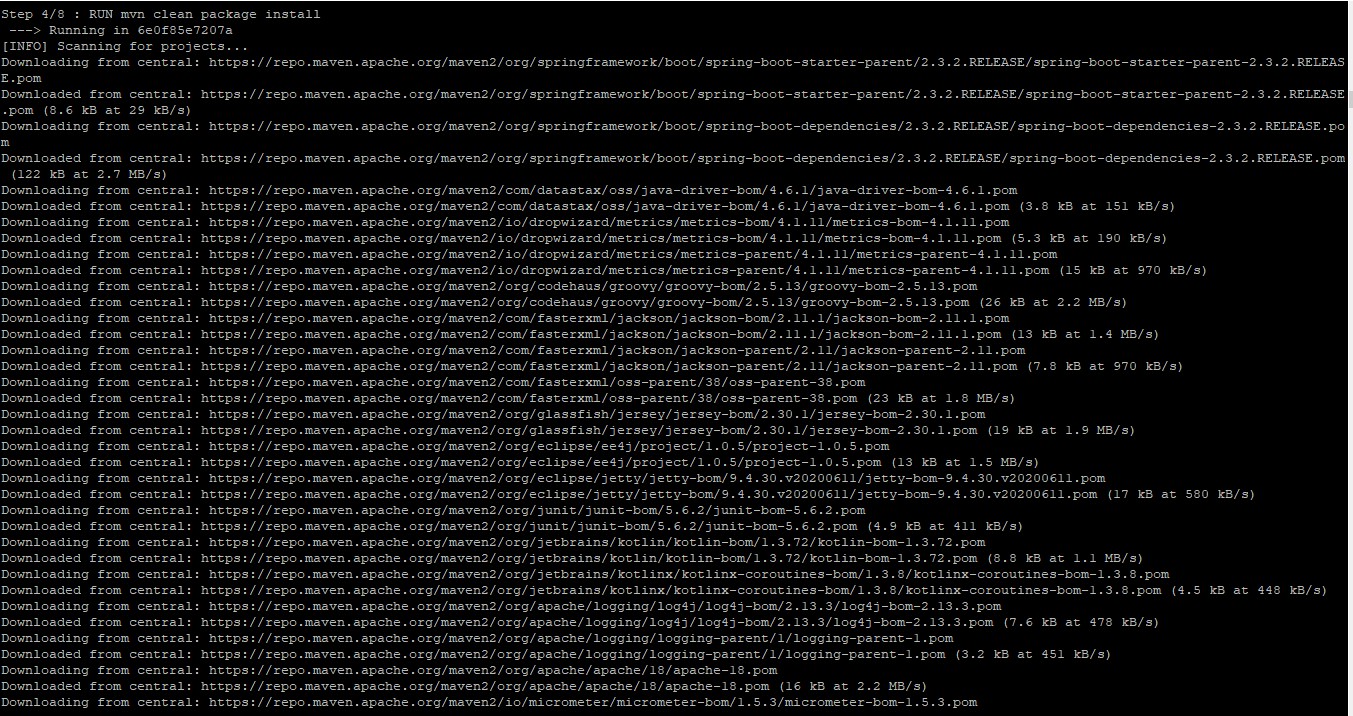 Step 4/8 : RUN mvn clean package install
 ---> Running in 6e0f85e7207a
[INFO] Scanning for projects...
Downloading from central: https://repo.maven.apache.org/maven2/org/springframework/boot/spring-boot-starter-parent/2.3.2.RELEASE/spring-boot-starter-parent-2.3.2.RELEAS
E.pom
Downloaded from central: https://repo.maven.apache.org/maven2/org/springframework/boot/spring-boot-starter-parent/2.3.2.RELEASE/spring-boot-starter-parent-2.3.2.RELEASE
.pom (8.6 kB at 29 kB/s)
Downloading from central: https://repo.maven.apache.org/maven2/org/springframework/boot/spring-boot-dependencies/2.3.2.RELEASE/spring-boot-dependencies-2.3.2.RELEASE.po
m
Downloaded from central: https://repo.maven.apache.org/maven2/org/springframework/boot/spring-boot-dependencies/2.3.2.RELEASE/spring-boot-dependencies-2.3.2.RELEASE.pom
 (122 kB at 2.7 MB/s)
Downloading from central: https://repo.maven.apache.org/maven2/com/datastax/oss/java-driver-bom/4.6.1/java-driver-bom-4.6.1.pom
Downloaded from central: https://repo.maven.apache.org/maven2/com/datastax/oss/java-driver-bom/4.6.1/java-driver-bom-4.6.1.pom (3.8 kB at 151 kB/s)
Downloading from central: https://repo.maven.apache.org/maven2/io/dropwizard/metrics/metrics-bom/4.1.11/metrics-bom-4.1.11.pom
Downloaded from central: https://repo.maven.apache.org/maven2/io/dropwizard/metrics/metrics-bom/4.1.11/metrics-bom-4.1.11.pom (5.3 kB at 190 kB/s)
Downloading from central: https://repo.maven.apache.org/maven2/io/dropwizard/metrics/metrics-parent/4.1.11/metrics-parent-4.1.11.pom
Downloaded from central: https://repo.maven.apache.org/maven2/io/dropwizard/metrics/metrics-parent/4.1.11/metrics-parent-4.1.11.pom (15 kB at 970 kB/s)
Downloading from central: https://repo.maven.apache.org/maven2/org/codehaus/groovy/groovy-bom/2.5.13/groovy-bom-2.5.13.pom
Downloaded from central: https://repo.maven.apache.org/maven2/org/codehaus/groovy/groovy-bom/2.5.13/groovy-bom-2.5.13.pom (26 kB at 2.2 MB/s)
Downloading from central: https://repo.maven.apache.org/maven2/com/fasterxml/jackson/jackson-bom/2.11.1/jackson-bom-2.11.1.pom
Downloaded from central: https://repo.maven.apache.org/maven2/com/fasterxml/jackson/jackson-bom/2.11.1/jackson-bom-2.11.1.pom (13 kB at 1.4 MB/s)
Downloading from central: https://repo.maven.apache.org/maven2/com/fasterxml/jackson/jackson-parent/2.11/jackson-parent-2.11.pom
Downloaded from central: https://repo.maven.apache.org/maven2/com/fasterxml/jackson/jackson-parent/2.11/jackson-parent-2.11.pom (7.8 kB at 970 kB/s)
Downloading from central: https://repo.maven.apache.org/maven2/com/fasterxml/oss-parent/38/oss-parent-38.pom
Downloaded from central: https://repo.maven.apache.org/maven2/com/fasterxml/oss-parent/38/oss-parent-38.pom (23 kB at 1.8 MB/s)
Downloading from central: https://repo.maven.apache.org/maven2/org/glassfish/jersey/jersey-bom/2.30.1/jersey-bom-2.30.1.pom
Downloaded from central: https://repo.maven.apache.org/maven2/org/glassfish/jersey/jersey-bom/2.30.1/jersey-bom-2.30.1.pom (19 kB at 1.9 MB/s)
Downloading from central: https://repo.maven.apache.org/maven2/org/eclipse/ee4j/project/1.0.5/project-1.0.5.pom
Downloaded from central: https://repo.maven.apache.org/maven2/org/eclipse/ee4j/project/1.0.5/project-1.0.5.pom (13 kB at 1.5 MB/s)
Downloading from central: https://repo.maven.apache.org/maven2/org/eclipse/jetty/jetty-bom/9.4.30.v20200611/jetty-bom-9.4.30.v20200611.pom
Downloaded from central: https://repo.maven.apache.org/maven2/org/eclipse/jetty/jetty-bom/9.4.30.v20200611/jetty-bom-9.4.30.v20200611.pom (17 kB at 580 kB/s)
Downloading from central: https://repo.maven.apache.org/maven2/org/junit/junit-bom/5.6.2/junit-bom-5.6.2.pom
Downloaded from central: https://repo.maven.apache.org/maven2/org/junit/junit-bom/5.6.2/junit-bom-5.6.2.pom (4.9 kB at 411 kB/s)
Downloading from central: https://repo.maven.apache.org/maven2/org/jetbrains/kotlin/kotlin-bom/1.3.72/kotlin-bom-1.3.72.pom
Downloaded from central: https://repo.maven.apache.org/maven2/org/jetbrains/kotlin/kotlin-bom/1.3.72/kotlin-bom-1.3.72.pom (8.8 kB at 1.1 MB/s)
Downloading from central: https://repo.maven.apache.org/maven2/org/jetbrains/kotlinx/kotlinx-coroutines-bom/1.3.8/kotlinx-coroutines-bom-1.3.8.pom
Downloaded from central: https://repo.maven.apache.org/maven2/org/jetbrains/kotlinx/kotlinx-coroutines-bom/1.3.8/kotlinx-coroutines-bom-1.3.8.pom (4.5 kB at 448 kB/s)
Downloading from central: https://repo.maven.apache.org/maven2/org/apache/logging/log4j/log4j-bom/2.13.3/log4j-bom-2.13.3.pom
Downloaded from central: https://repo.maven.apache.org/maven2/org/apache/logging/log4j/log4j-bom/2.13.3/log4j-bom-2.13.3.pom (7.6 kB at 478 kB/s)
Downloading from central: https://repo.maven.apache.org/maven2/org/apache/logging/logging-parent/1/logging-parent-1.pom
Downloaded from central: https://repo.maven.apache.org/maven2/org/apache/logging/logging-parent/1/logging-parent-1.pom (3.2 kB at 451 kB/s)
Downloading from central: https://repo.maven.apache.org/maven2/org/apache/apache/18/apache-18.pom
Downloaded from central: https://repo.maven.apache.org/maven2/org/apache/apache/18/apache-18.pom (16 kB at 2.2 MB/s)
Downloading from central: https://repo.maven.apache.org/maven2/io/micrometer/micrometer-bom/1.5.3/micrometer-bom-1.5.3.pom